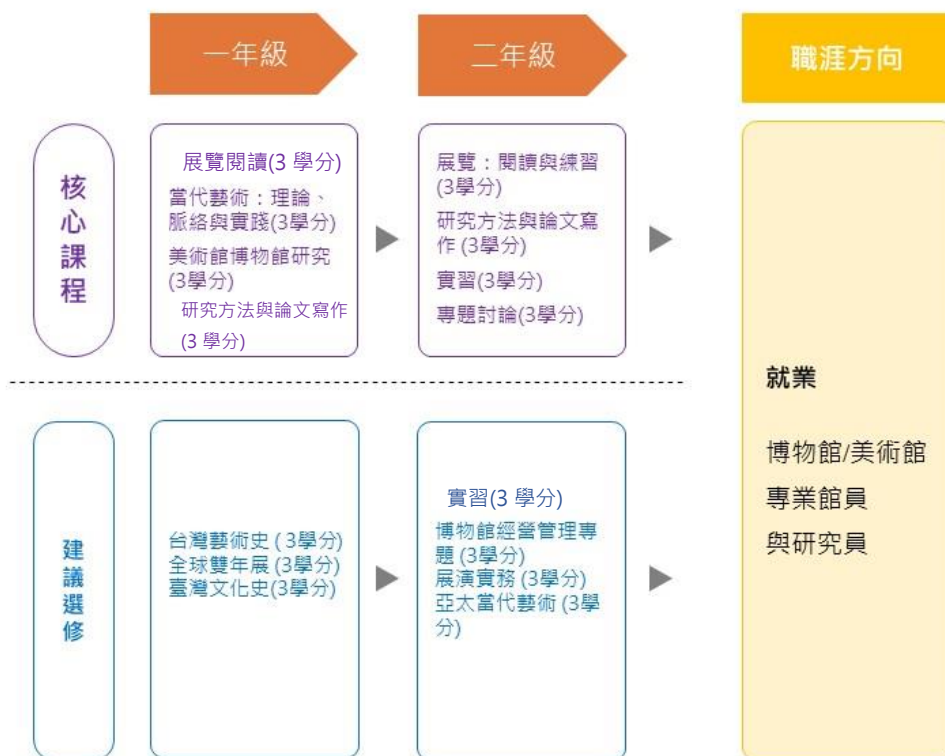 一年級
二年級
職涯方向
核心課程
展覽閱讀(3 學分)
當代藝術：理論、
脈絡與實踐(3學分)
美術館博物館研究
(3學分)
研究方法與論文寫作
(3 學分)
展覽：閱讀與練習
(3學分)
研究方法與論文寫
作 (3學分)
實習(3學分)
專題討論(3學分)
建議選修
台灣藝術史 ( 3學分)
全球雙年展 (3學分)
臺灣文化史(3學分)
實習(3 學分)
博物館經營管理專
題 (3學分)
展演實務 (3學分)
亞太當代藝術 (3學
分)
就業
博物館/美術館
專業館員
與研究員